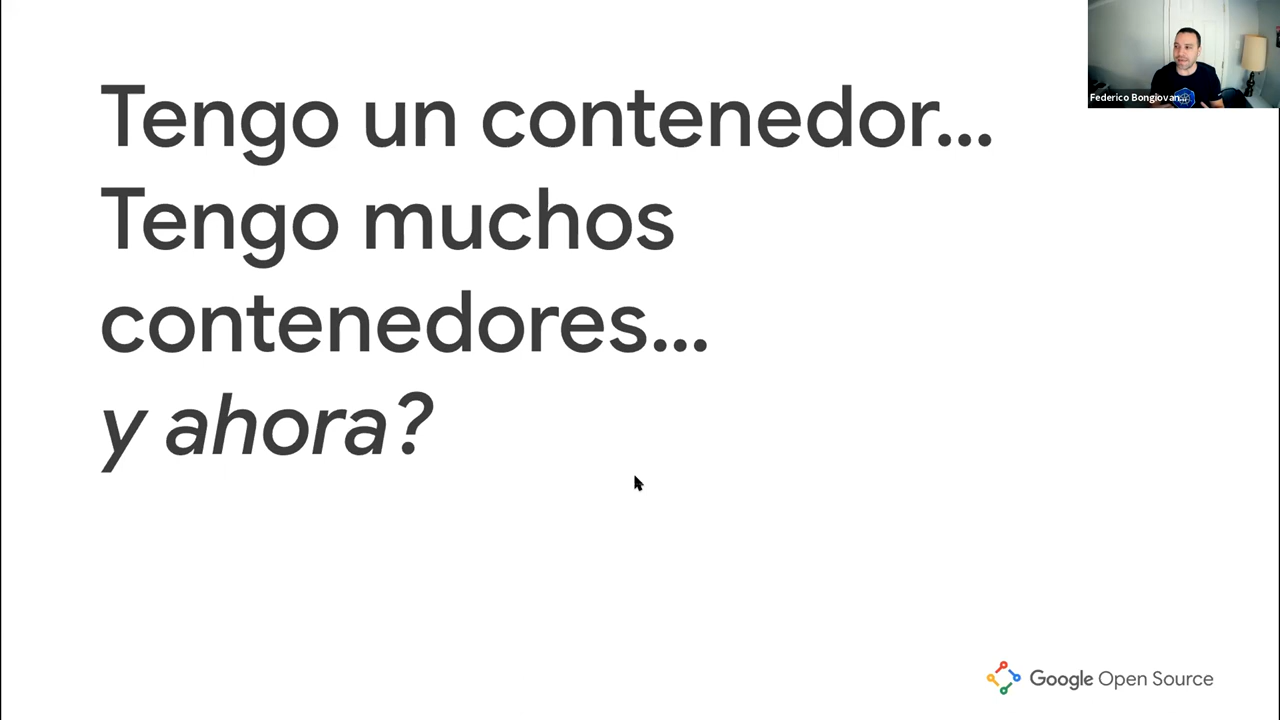 Federico Bongiovan...
Tengo un contenedor...
Tengo muchos
contenedores...
y ahora?
Google Open Source